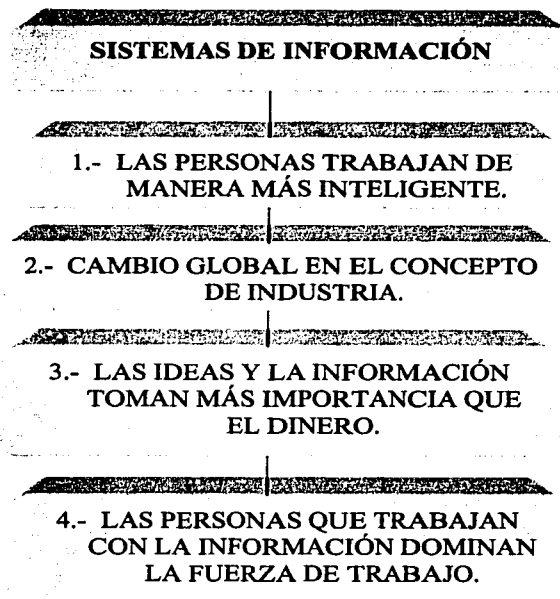 SISTEMAS DE INFORMACIÓN
1.- LAS PERSONAS TRABAJAN DE
MANERA MÁS INTELIGENTE.
2.- CAMBIO GLOBAL EN EL CONCEPTO
DE INDUSTRIA.
3.- LAS IDEAS Y LA INFORMACIÓN
TOMAN MÁS IMPORTANCIA QUE
EL DINERO.
4.- LAS PERSONAS QUE TRABAJAN
CON LA INFORMACIÓN DOMINAN
LA FUERZA DE TRABAJO.